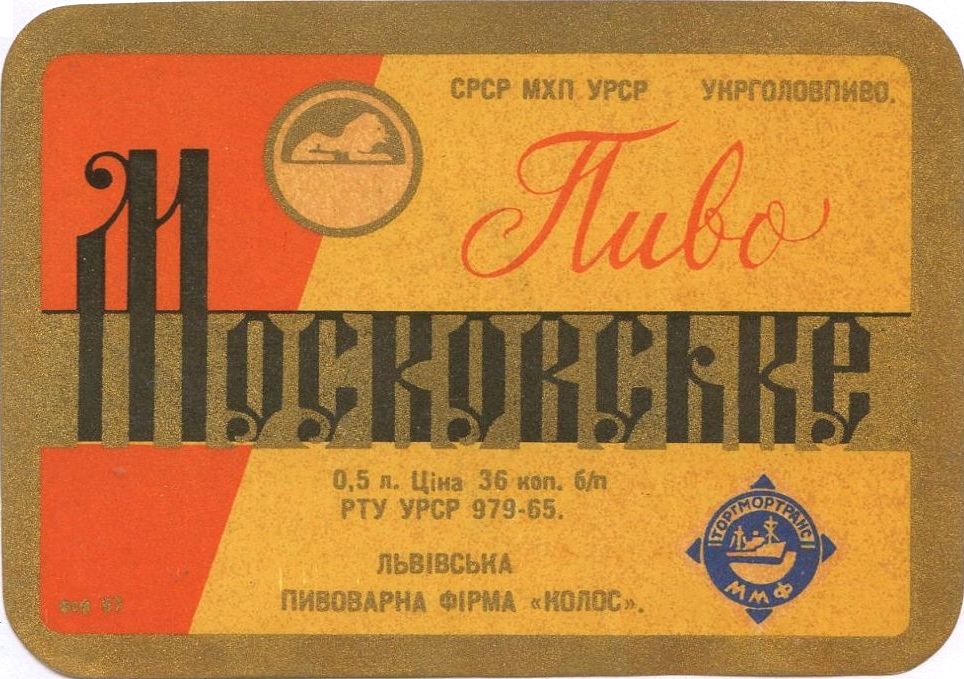 СРСР МХП УРСР УКРГОЛОВПИВО.
Пиво
Московське
0,5 л. Ціна 36 коп. б/п
РТУ УРСР 979-65.
ЛЬВІВСЬКА
ПИВОВАРНА ФІРМА «КОЛОС».
ТОРГМОРТРАНС
ММФ